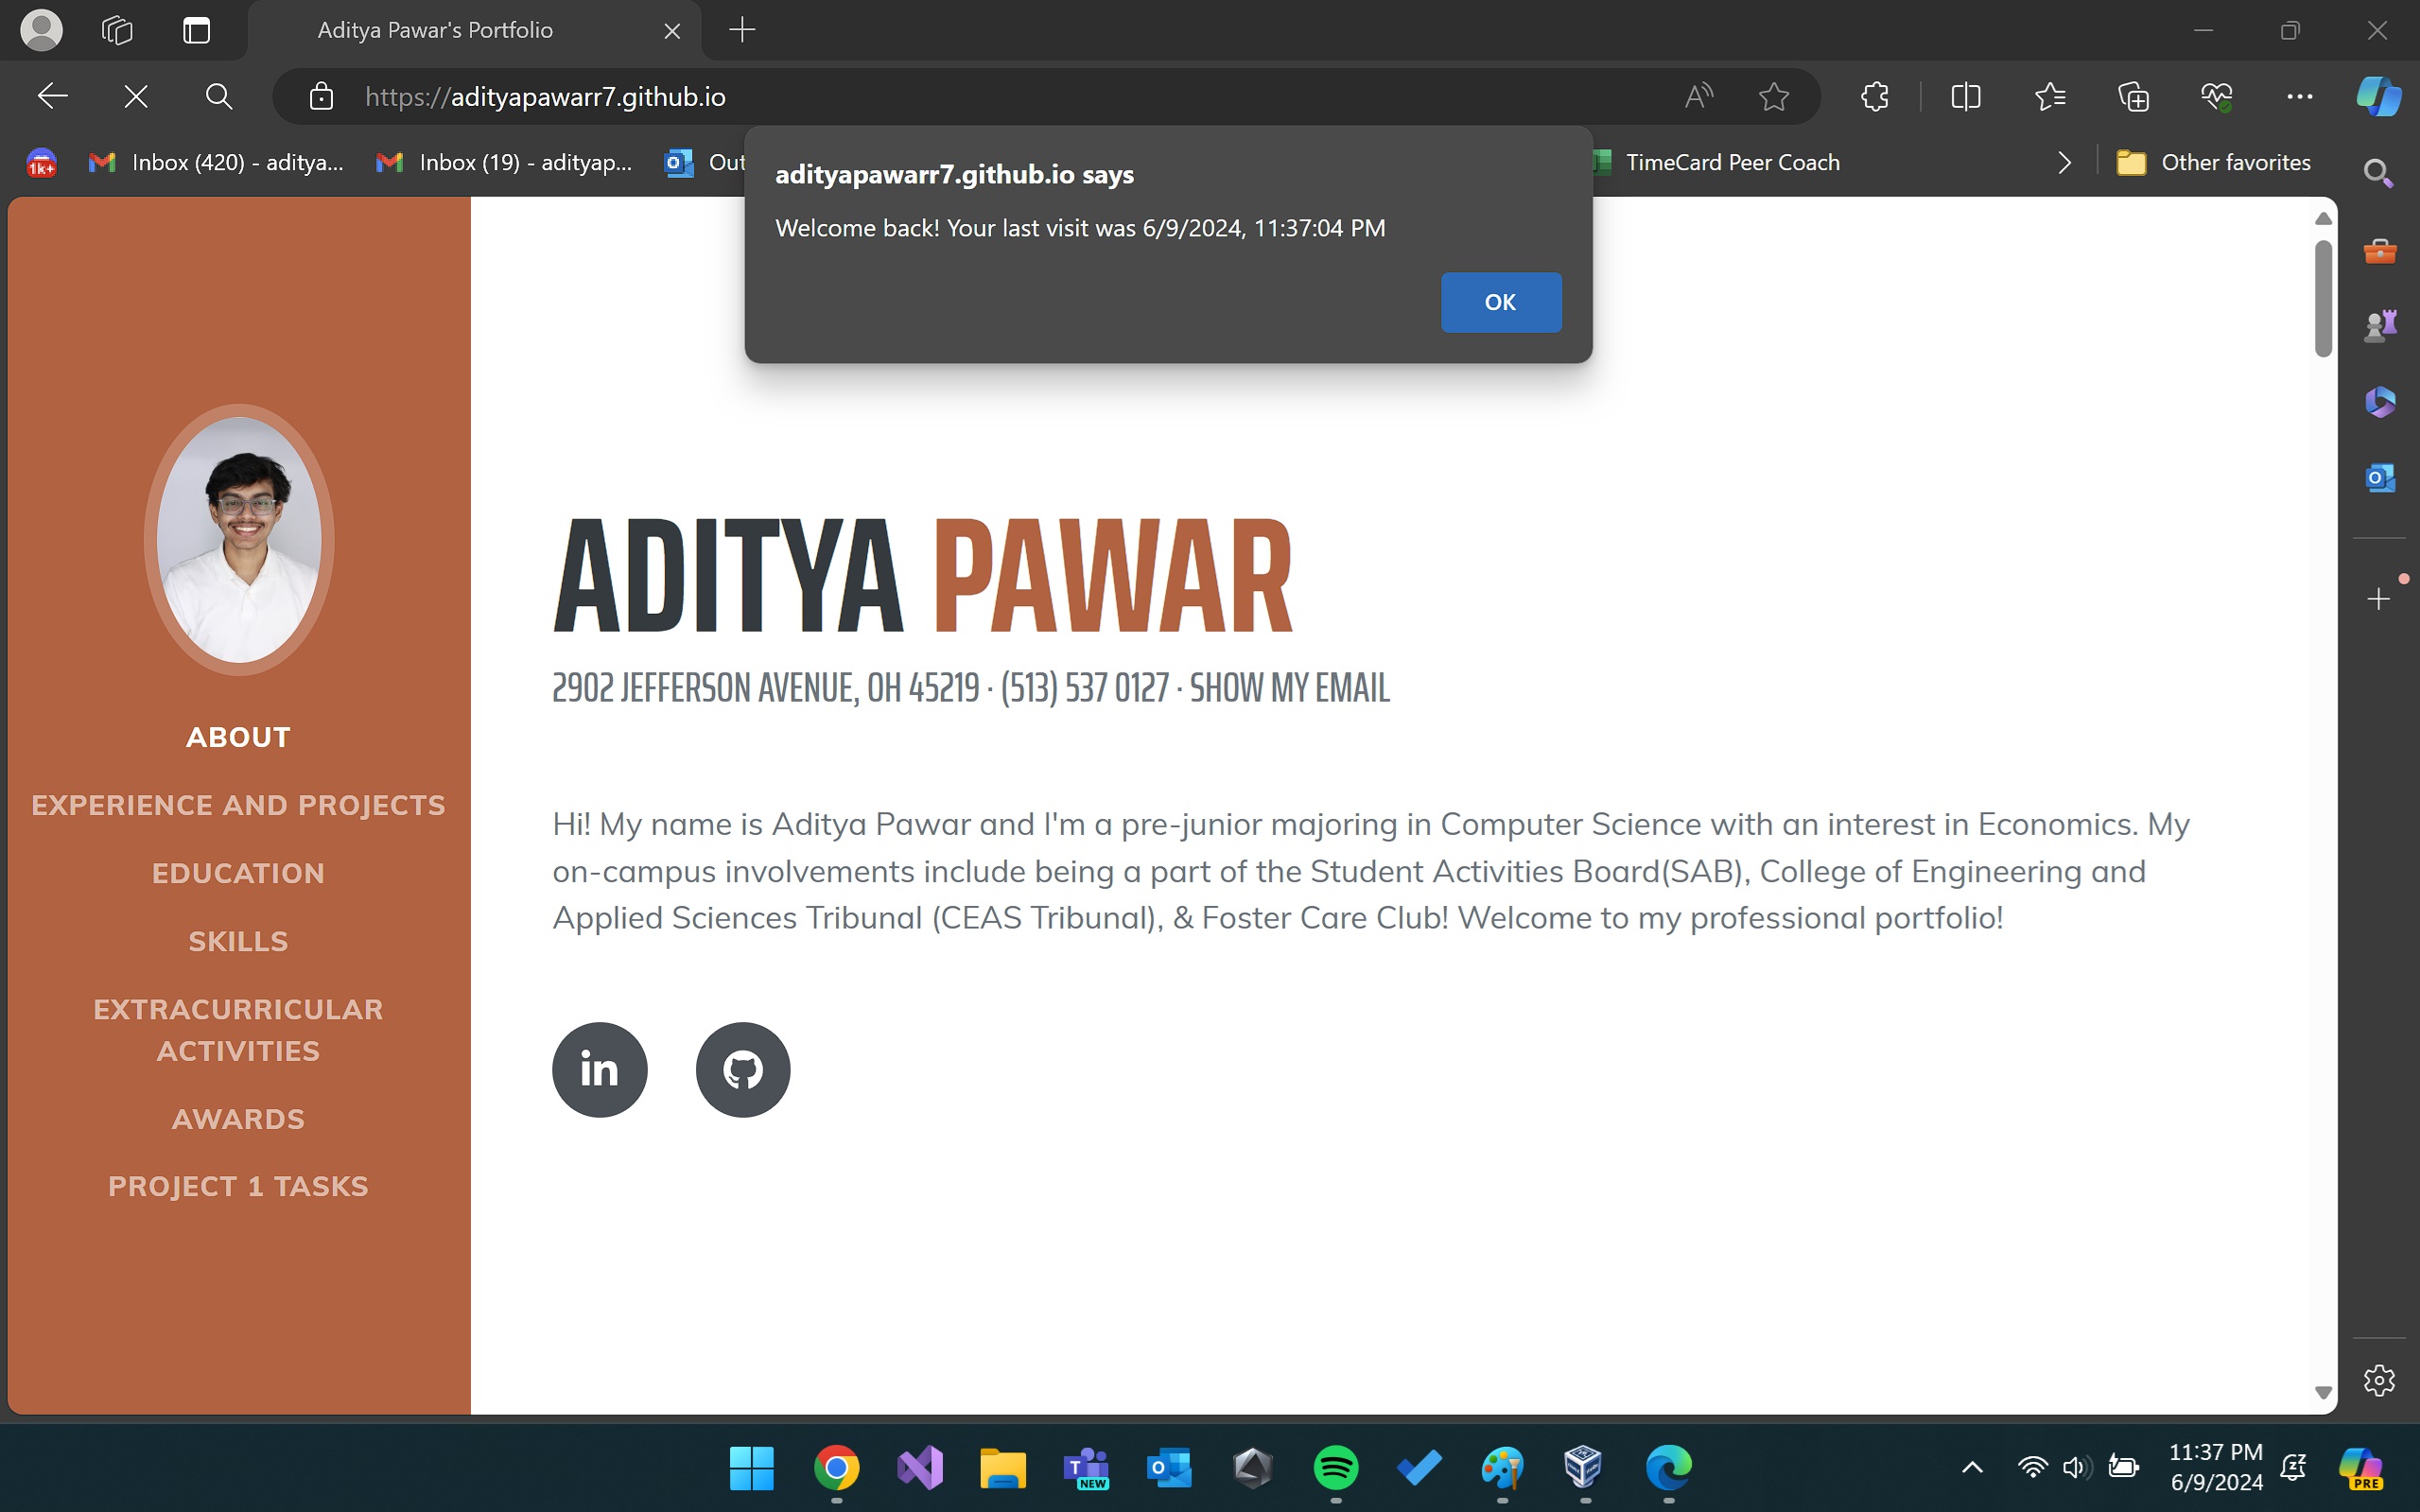 Aditya Pawar's Portfolio
https://adityapawarr7.github.io
1k+
Inbox (420) - aditya...
Inbox (19) - adityap...
Out
TimeCard Peer Coach
Other favorites
adityapawarr7.github.io says
Welcome back! Your last visit was 6/9/2024, 11:37:04 PM
OK
ADITYA PAWAR
2902 JEFFERSON AVENUE, OH 45219 · (513) 537 0127 · SHOW MY EMAIL
ABOUT
EXPERIENCE AND PROJECTS
EDUCATION
SKILLS
EXTRACURRICULAR
ACTIVITIES
AWARDS
PROJECT 1 TASKS
Hi! My name is Aditya Pawar and I'm a pre-junior majoring in Computer Science with an interest in Economics. My
on-campus involvements include being a part of the Student Activities Board(SAB), College of Engineering and
Applied Sciences Tribunal (CEAS Tribunal), & Foster Care Club! Welcome to my professional portfolio!
in
NEW
11:37 PM
6/9/2024
PRE